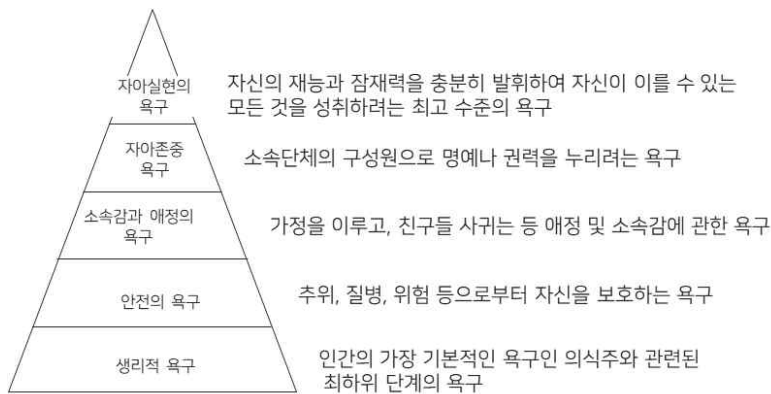 자아실현의
욕구
자신의 재능과 잠재력을 충분히 발휘하여 자신이 이를 수 있는
모든 것을 성취하려는 최고 수준의 욕구
자아존중
욕구
소속단체의 구성원으로 명예나 권력을 누리려는 욕구
소속감과 애정의
욕구
가정을 이루고, 친구들 사귀는 등 애정 및 소속감에 관한 욕구
안전의 욕구
추위, 질병, 위험 등으로부터 자신을 보호하는 욕구
생리적 욕구
인간의 가장 기본적인 욕구인 의식주와 관련된
최하위 단계의 욕구